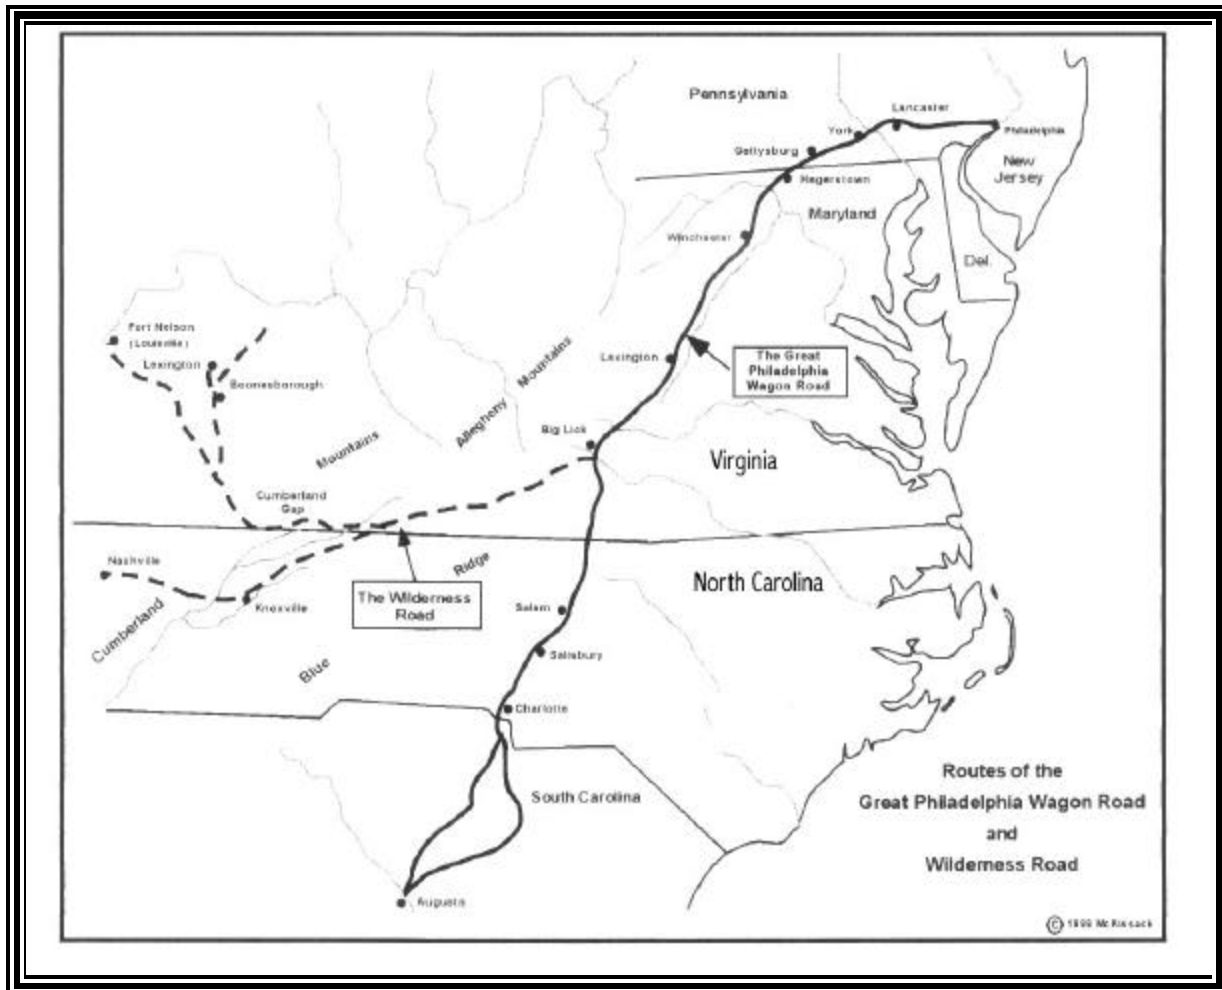 Pennsylvania
Lancaster
York
Philadelphia
Gettysburg
New
Jersey
Hagerstown
Maryland
Winchester
Del.
Fort Nelson
(Louisville)
Lexington
Boonesborough
Lexington
The Great
Philadelphia
Wagon Road
Allegheny Mountains
Big Lick
Mountains
Virginia
Cumberland
Gap
Nashville
Ridge
North Carolina
The Wilderness
Road
Knoxville
Cumberland
Salem
Salisbury
Blue
Charlotte
South Carolina
Augusta
Routes of the
Great Philadelphia Wagon Road
and
Wilderness Road
McKissack